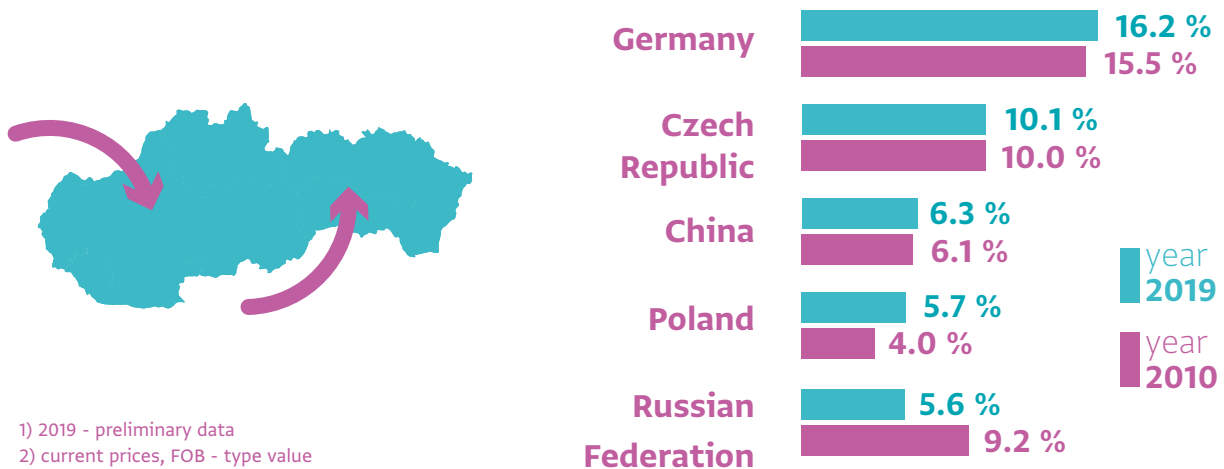 Germany
16.2 %
15.5 %
Czech
Republic
10.1 %
10.0 %
China
6.3 %
6.1 %
Poland
5.7 %
4.0 %
Russian
Federation
5.6 %
9.2 %
year
2019
year
2010
1) 2019 - preliminary data
2) current prices, FOB - type value